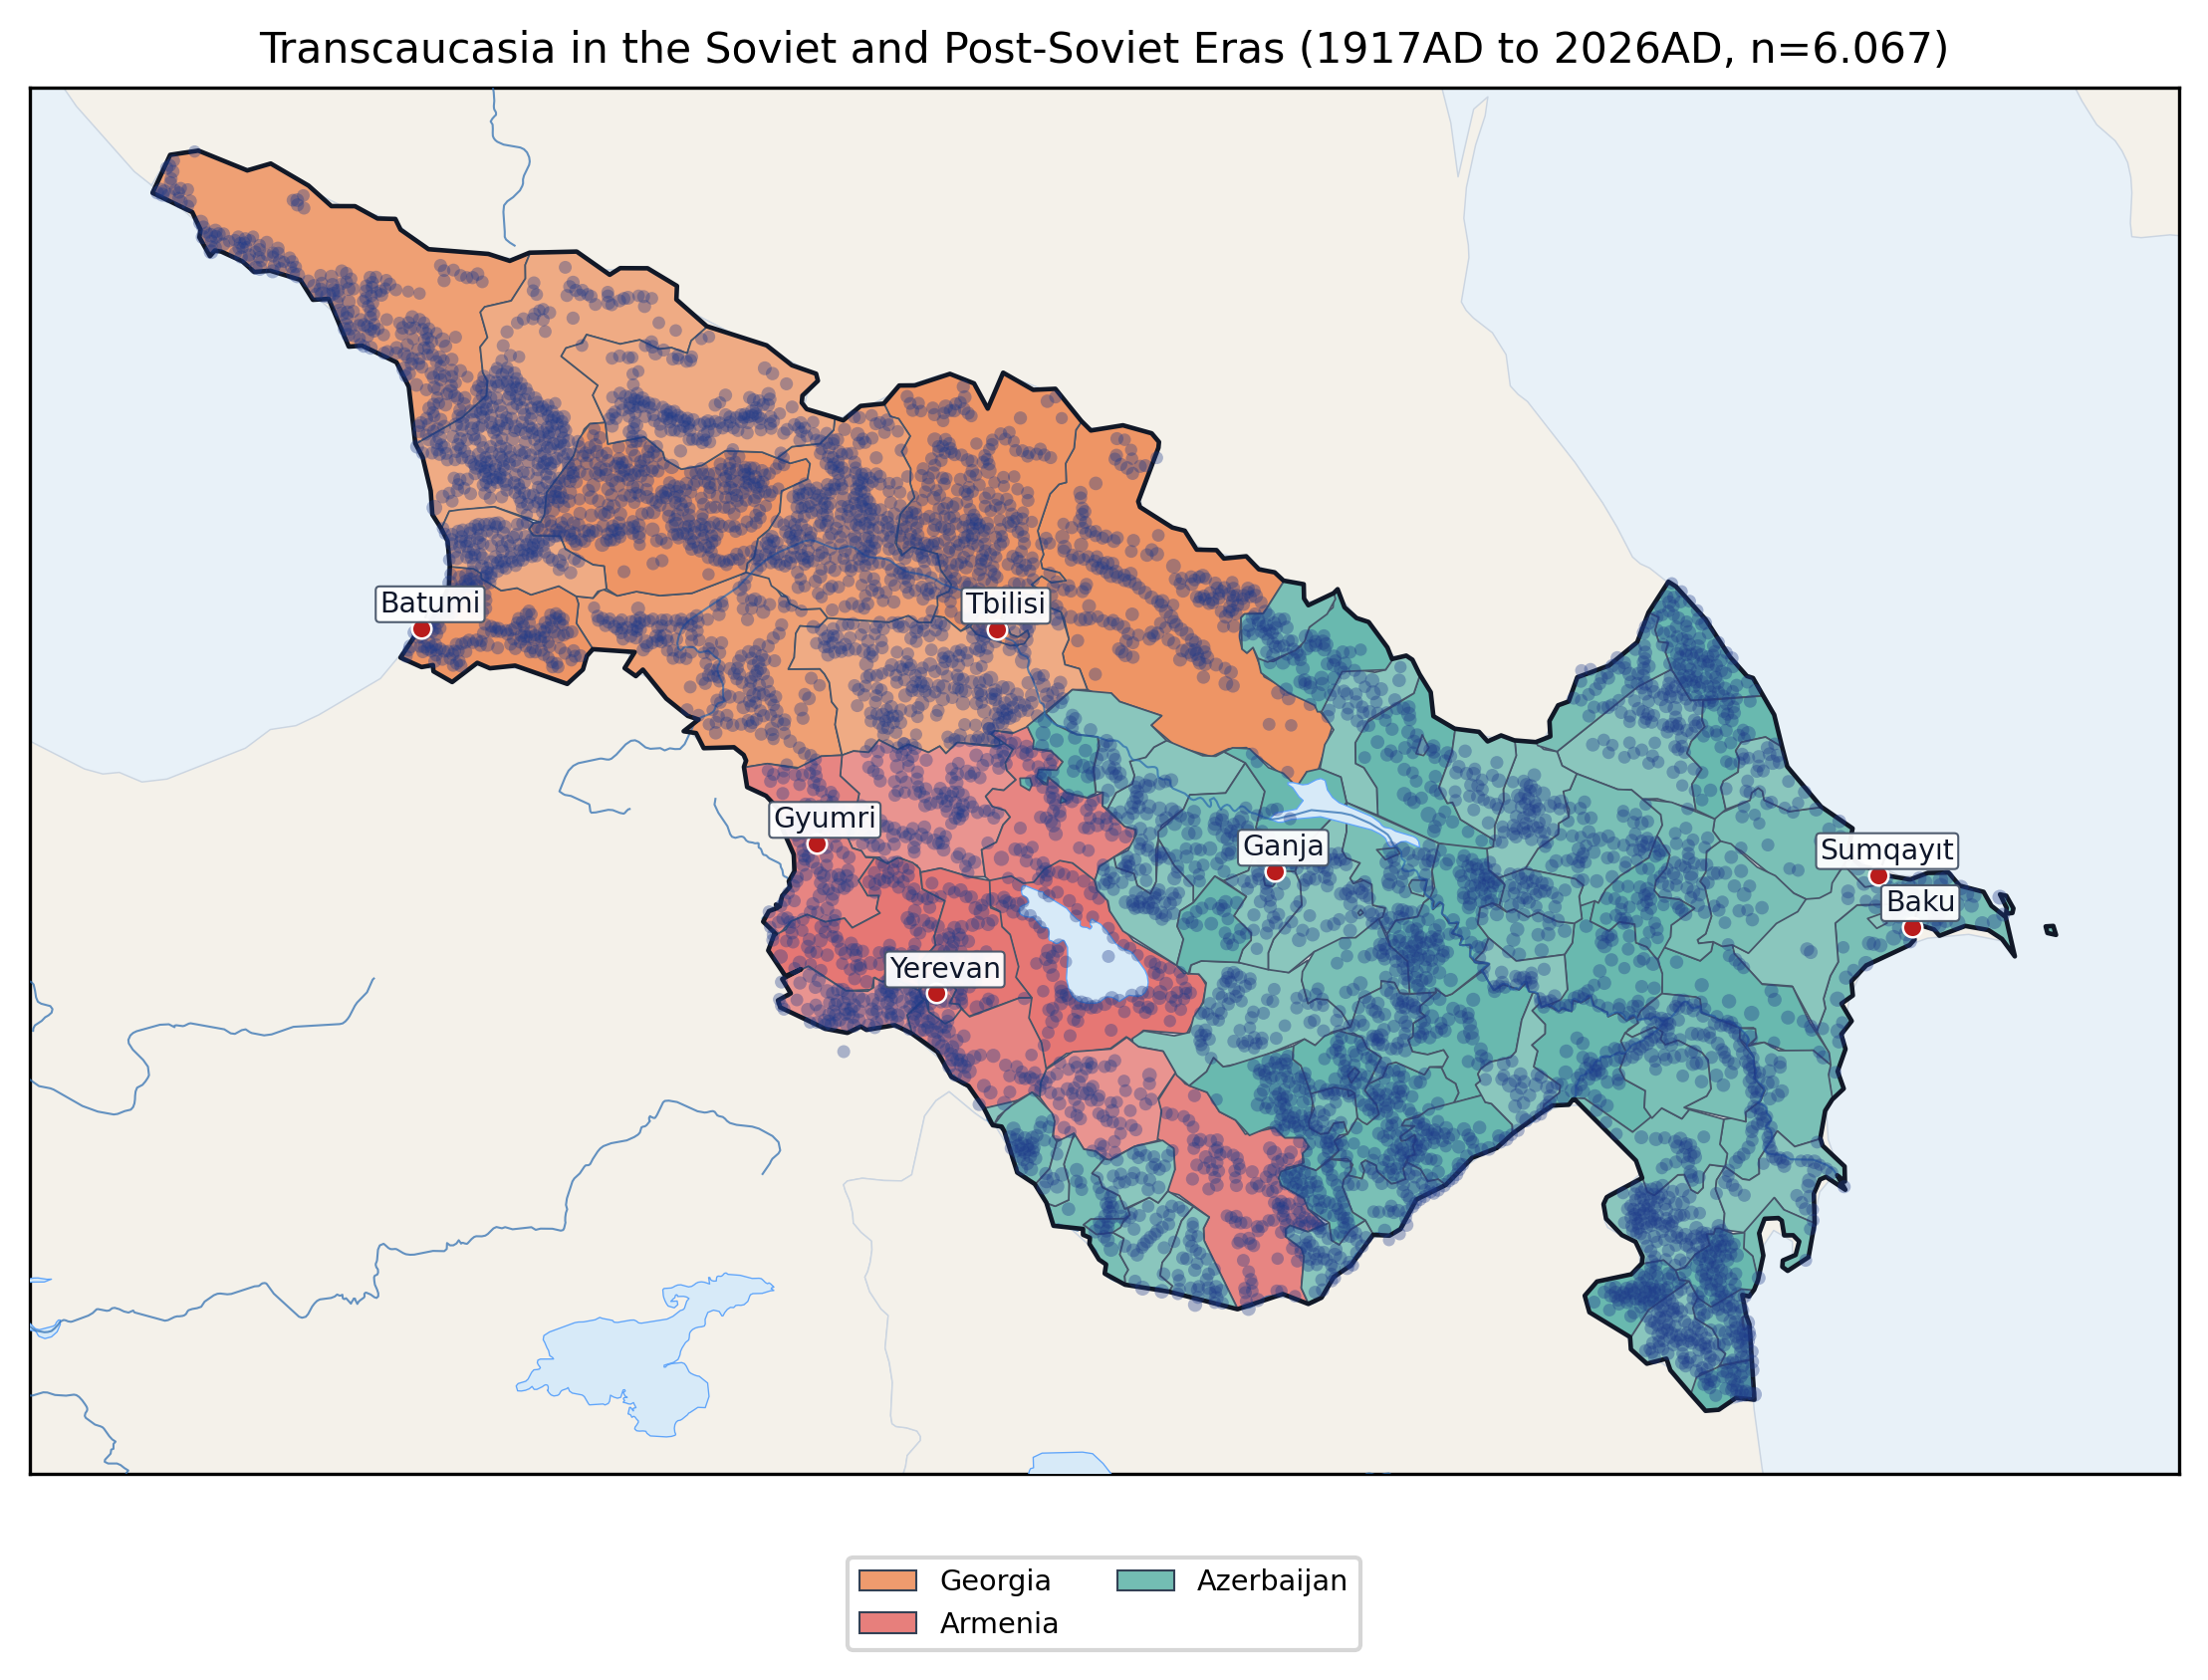 Transcaucasia in the Soviet and Post-Soviet Eras (1917AD to 2026AD, n=6.067)
Batumi
Tbilisi
Gyumri
Ganja
Sumqayıt
Baku
Yerevan
Georgia
Armenia
Azerbaijan